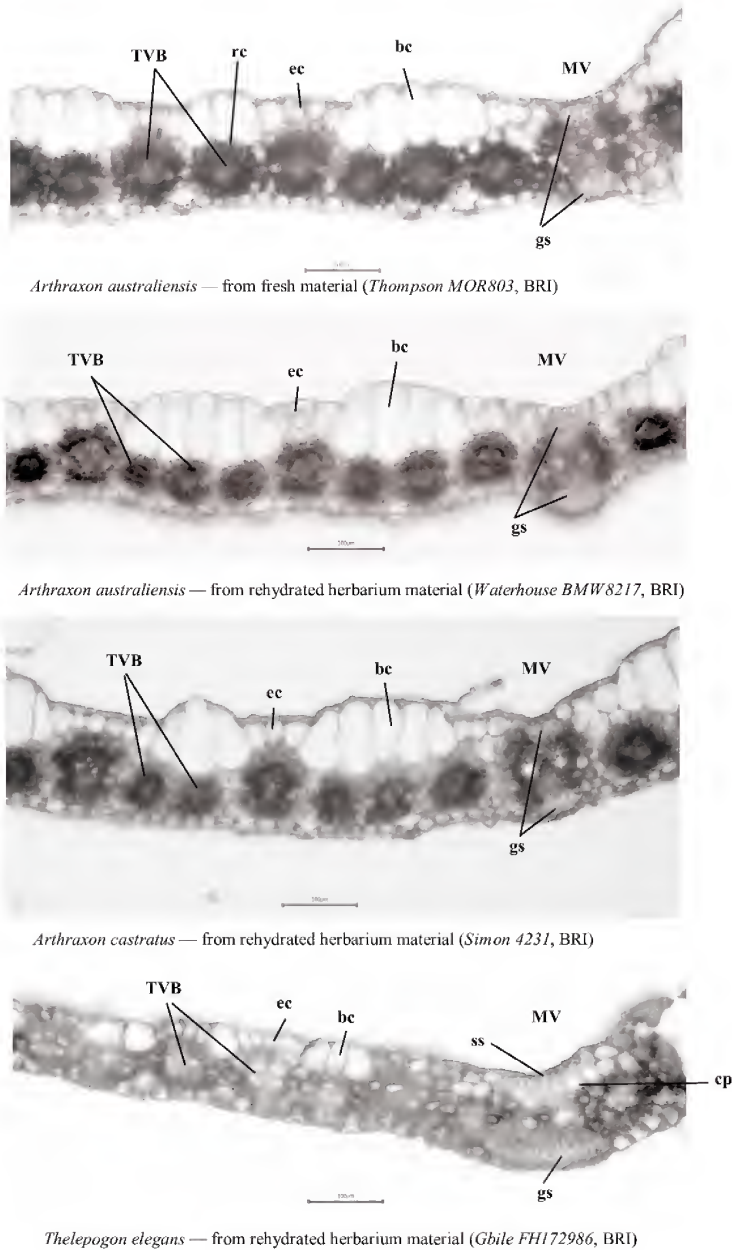 TVB rc ec bc MV
gs
Arthraxon australiensis — from fresh material (Thompson MOR803, BRI)
TVB ec bc MV
gs
Arthraxon australiensis — from rehydrated herbarium material (Waterhouse BMW8217, BRI)
TVB ec bc MV
gs
Arthraxon castratus — from rehydrated herbarium material (Simon 4231, BRI)
TVB ec bc ss MV
cp
gs
Thelepogon elegans — from rehydrated herbarium material (Gbile FH172986, BRI)